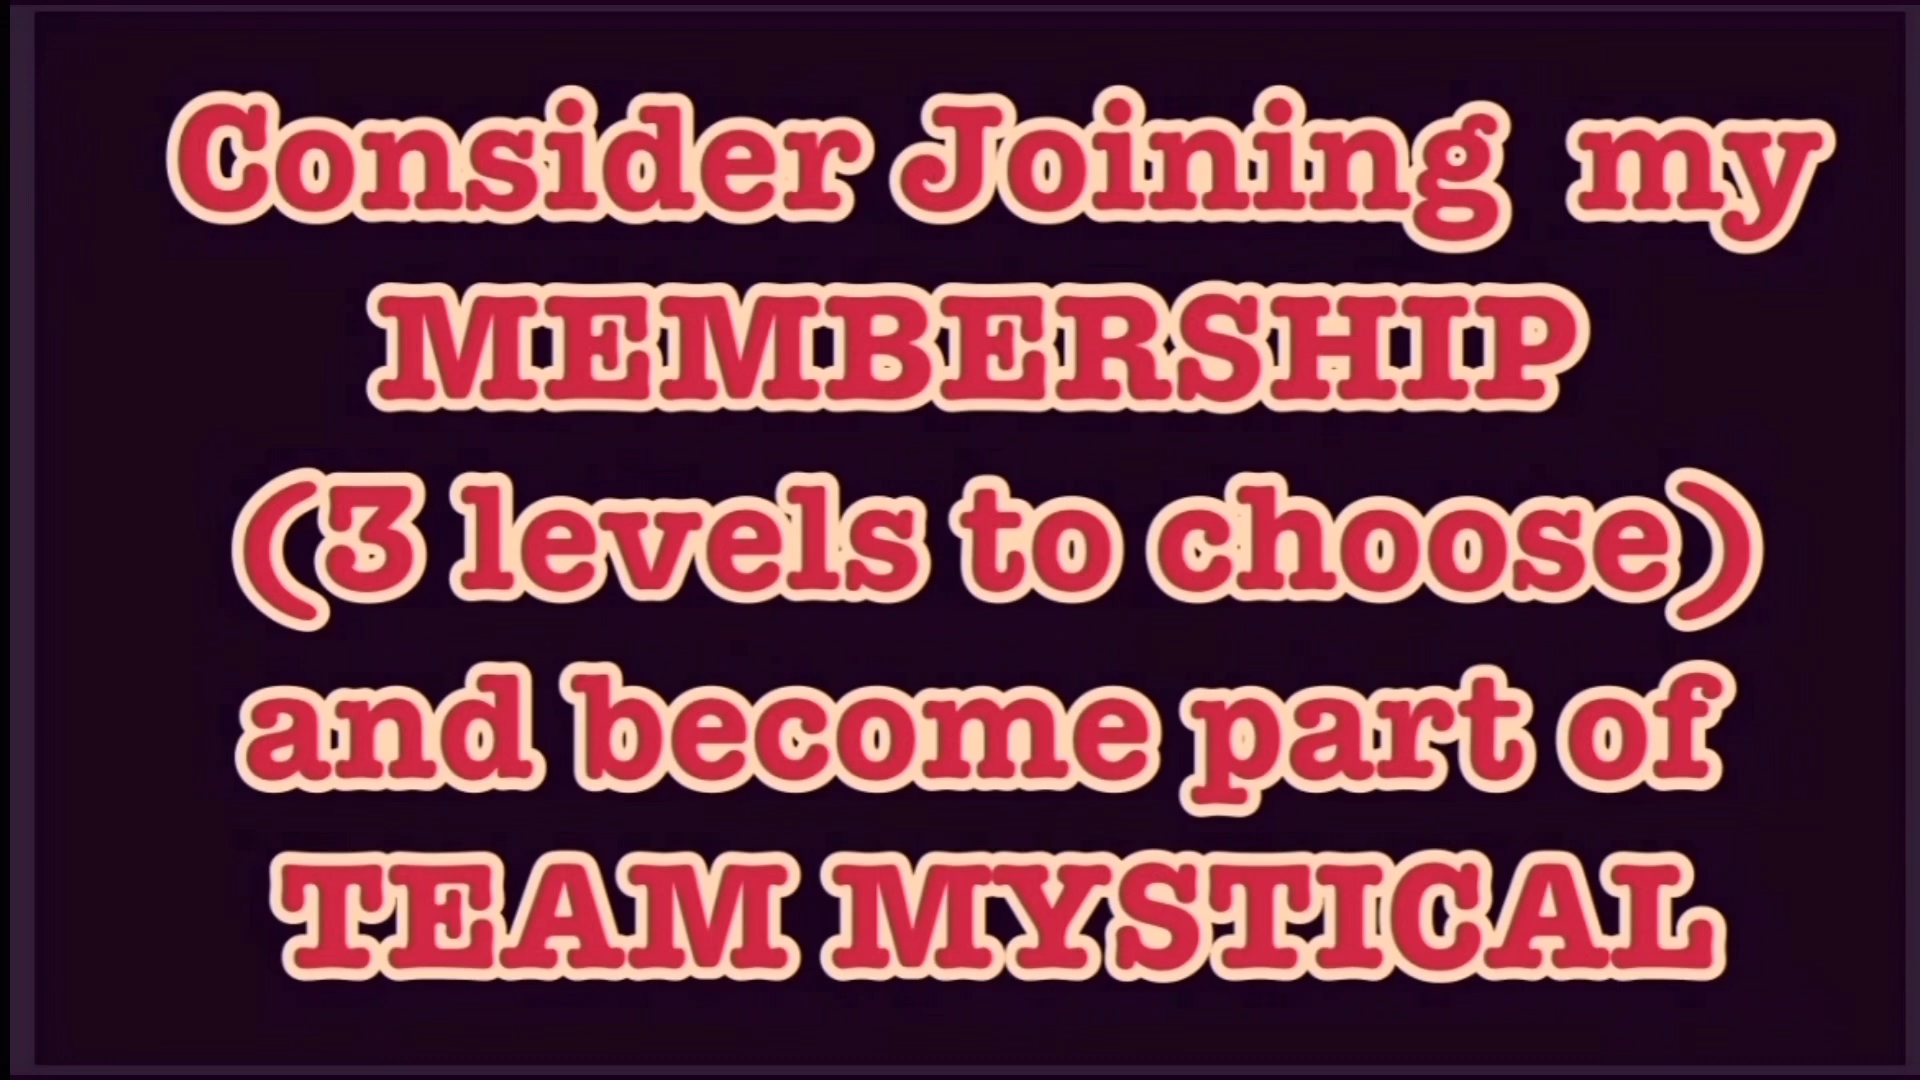 Consider Joining my
MEMBERSHIP
(3 levels to choose)
and become part of
TEAM MYSTICAL